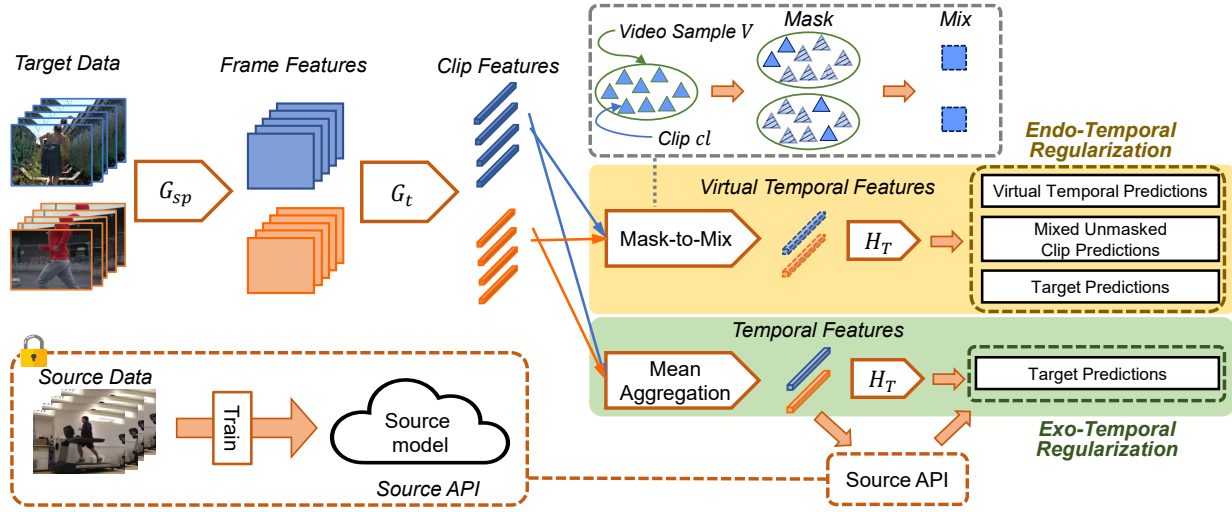 Target Data
Frame Features
Clip Features
Video Sample V
Mask
Mix
Clip cl
G_sp
G_t
Endo-Temporal
Regularization
Virtual Temporal Features
Mask-to-Mix
H_T
Virtual Temporal Predictions
Mixed Unmasked
Clip Predictions
Target Predictions
Temporal Features
Mean
Aggregation
H_T
Target Predictions
Exo-Temporal
Regularization
Source Data
Train
Source
model
Source API
Source API